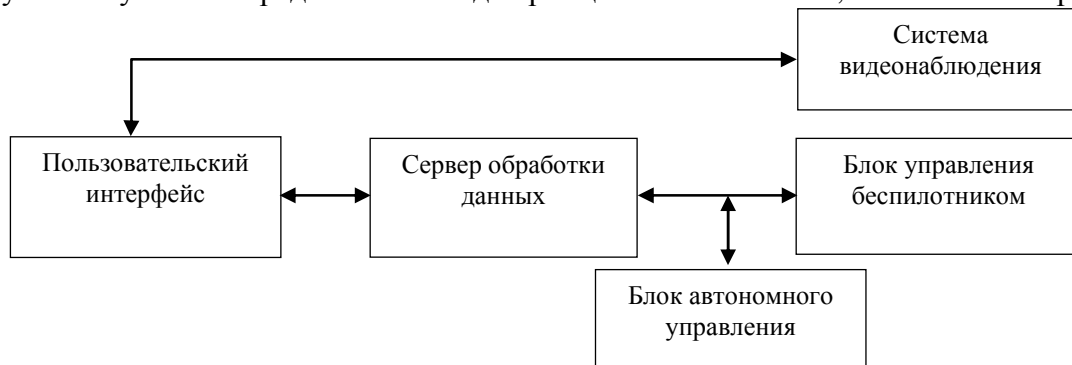 Система
видеонаблюдения
Пользовательский
интерфейс
Сервер обработки
данных
Блок управления
беспилотником
Блок автономного
управления